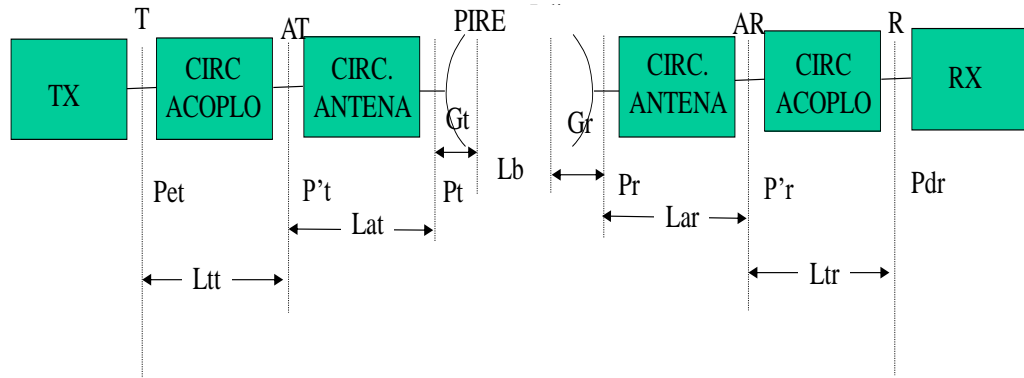 T
AT
PIRE
AR
R
TX
CIRC
ACOPLO
CIRC.
ANTENA
CIRC.
ANTENA
CIRC
ACOPLO
RX
Gt
Gr
Lb
Pet
P't
Pt
Pr
P'r
Pdr
Lat
Lar
Ltt
Ltr